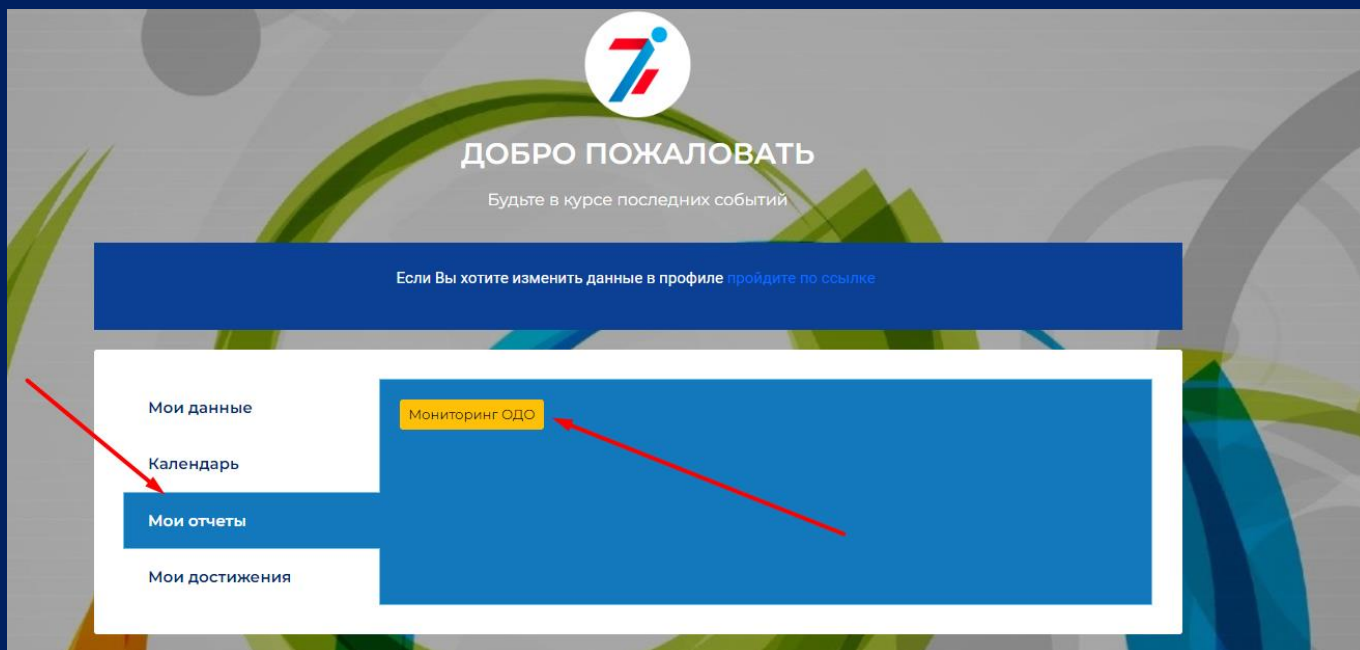 ДОБРО ПОЖАЛОВАТЬ
Будьте в курсе последних событий
Если Вы хотите изменить данные в профиле пройдите по ссылке
Мои данные
Мониторинг ОДО
Календарь
Мои отчеты
Мои достижения